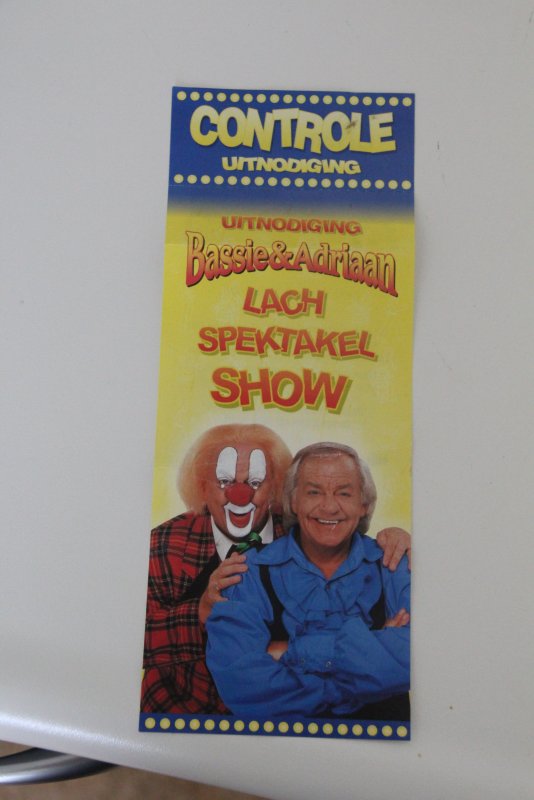 CONTROLE
UITNODIGING
UITNODIGING
Bassie&Adriaan
LACH
SPEKTAKEL
SHOW